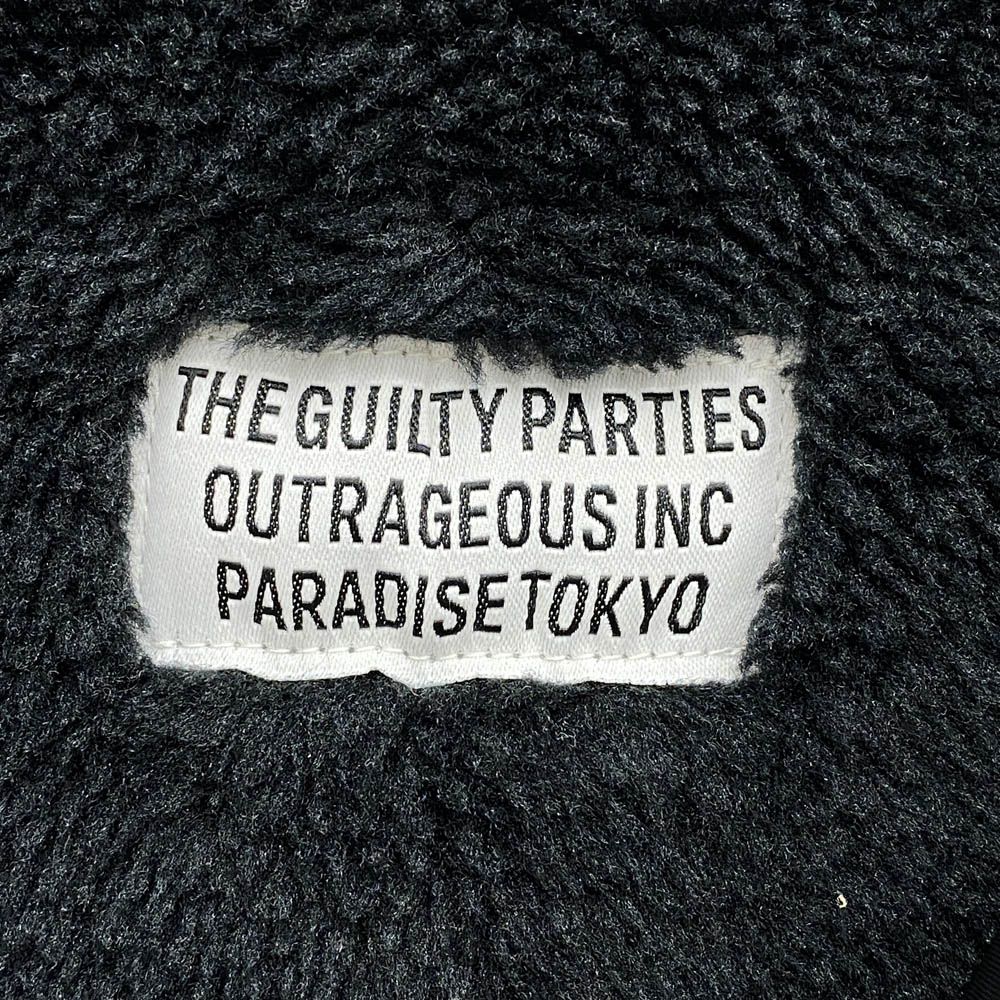 THE GUILTY PARTIES
OUTRAGEOUS INC
PARADISE TOKYO